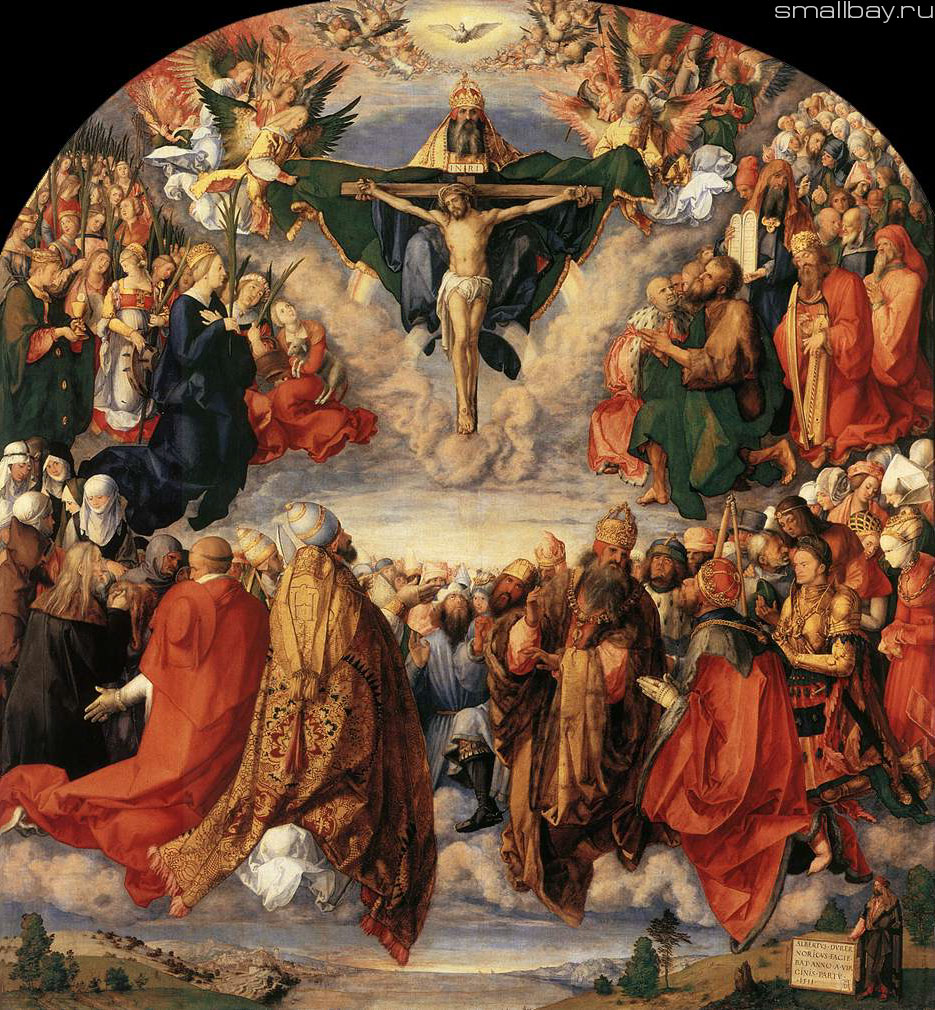 smallbay.ru
INRI
ALBERTVS · DVRER
NORICVS · FACIE
BAT · ANNO · A · VIR
GINIS · PARTV ·
· 1511 ·